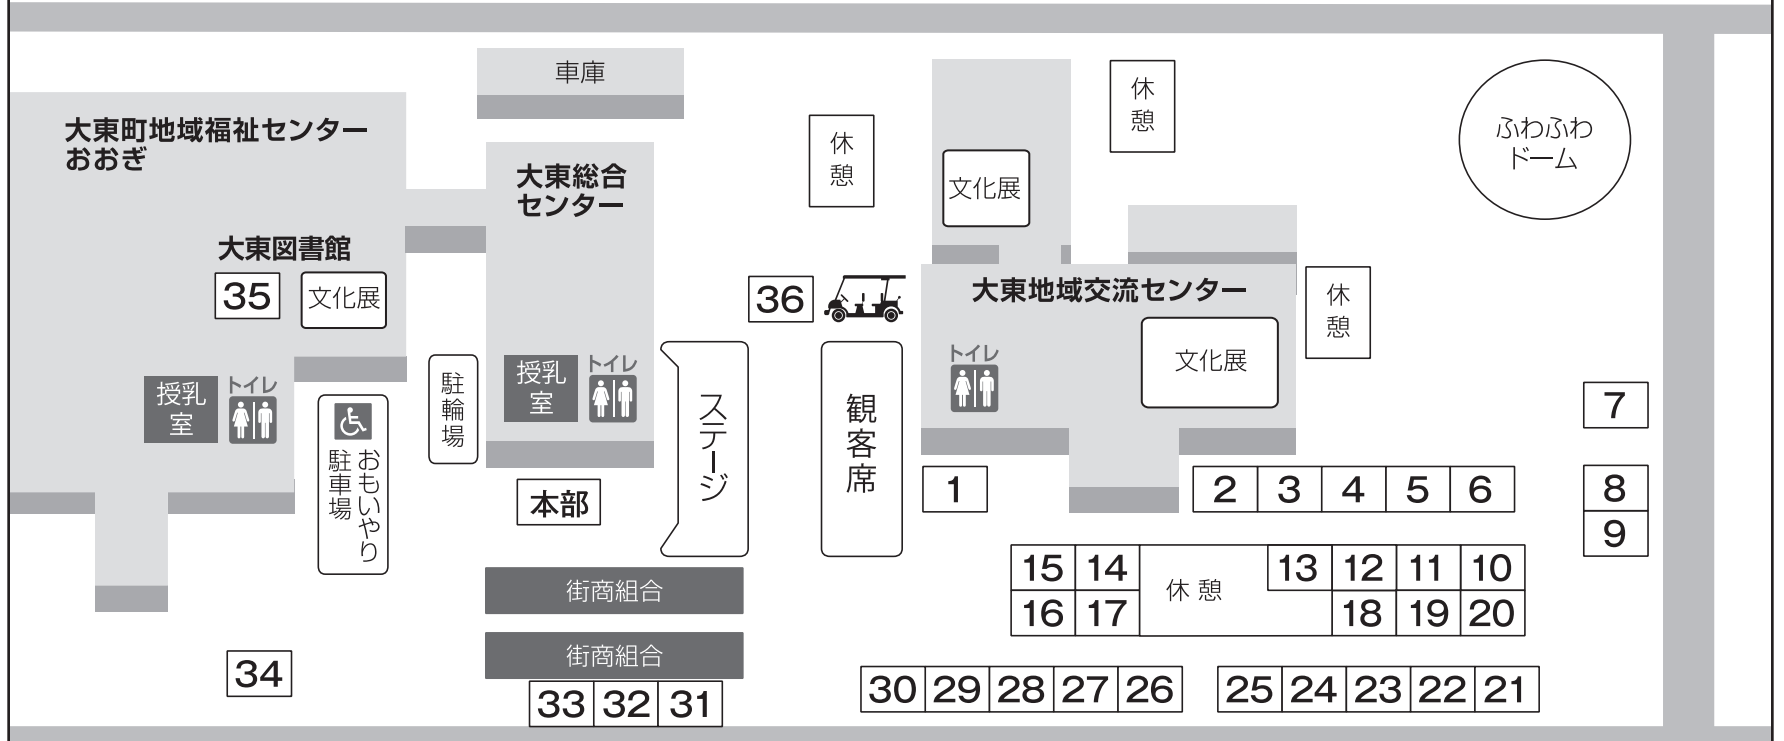 車庫
大東町地域福祉センター
おおぎ
大東総合
センター
休憩
文化展
休憩
ふわふわ
ドーム
大東図書館
35
文化展
36
大東地域交流センター
文化展
休憩
授乳
室
トイレ
おもいやり
駐車場
駐輪場
授乳
室
トイレ
本部
ステージ
観客席
トイレ
1
2 3 4 5 6
7
8
9
15 14
16 17
休憩
13 12 11 10
18 19 20
街商組合
街商組合
34
33 32 31
30 29 28 27 26
25 24 23 22 21